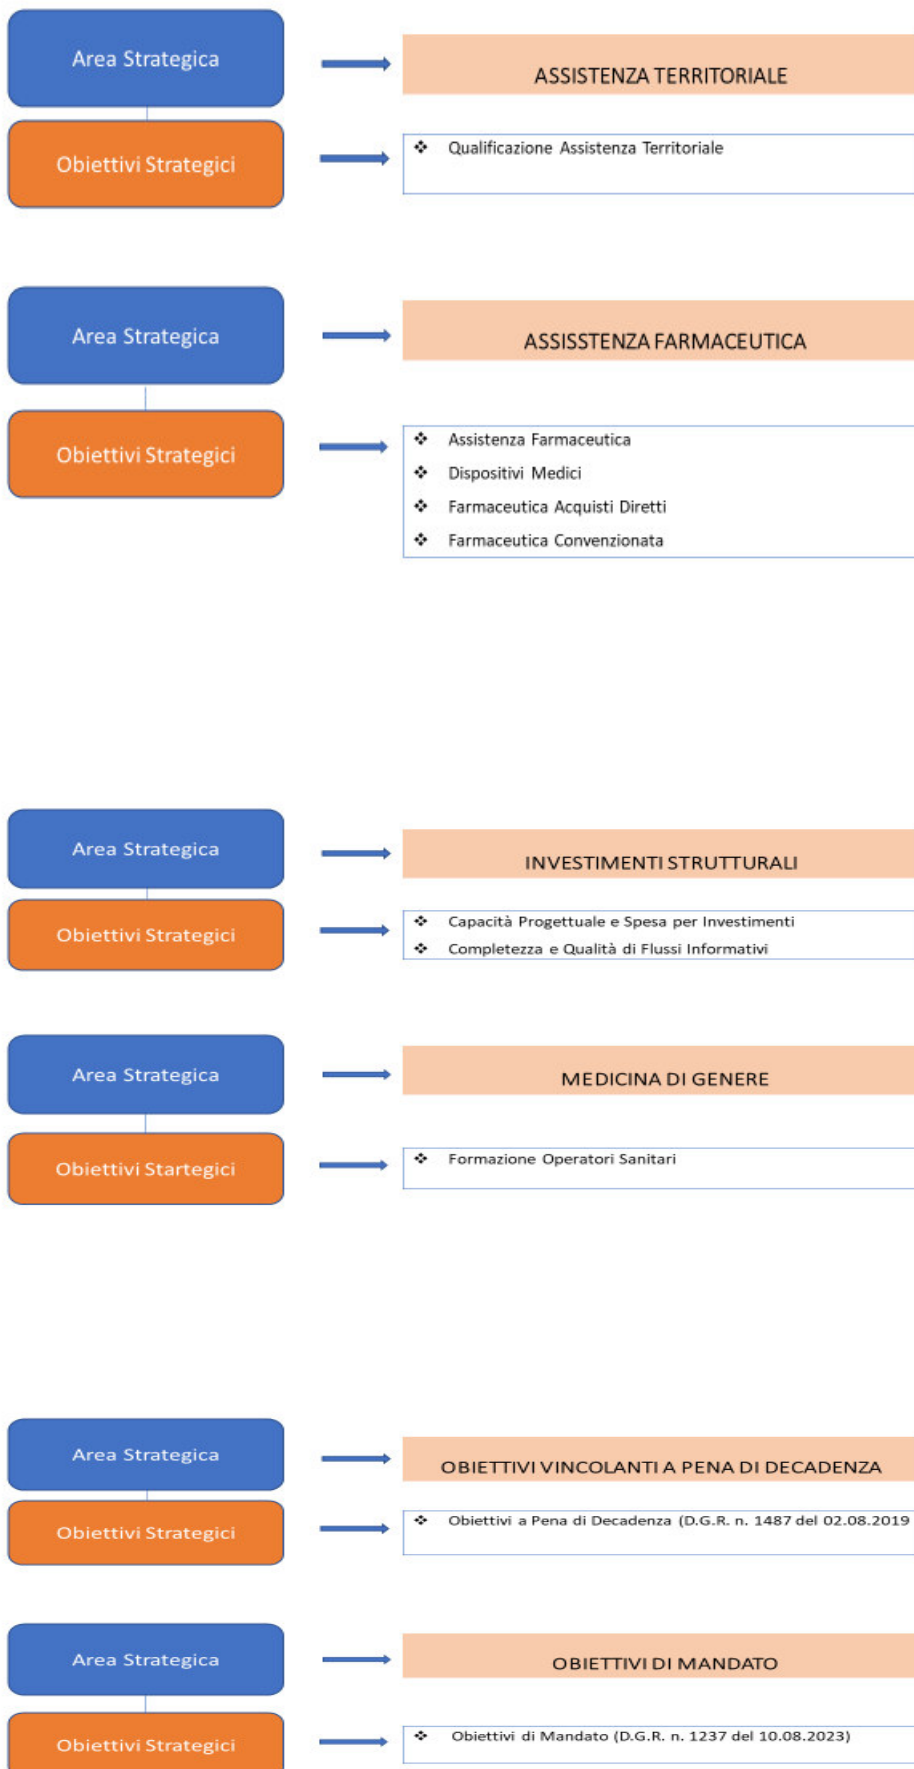 Area Strategica
ASSISTENZA TERRITORIALE
Obiettivi Strategici
❖ Qualificazione Assistenza Territoriale
Area Strategica
ASSISSTENZA FARMACEUTICA
Obiettivi Strategici
❖ Assistenza Farmaceutica
❖ Dispositivi Medici
❖ Farmaceutica Acquisti Diretti
❖ Farmaceutica Convenzionata
Area Strategica
INVESTIMENTI STRUTTURALI
Obiettivi Strategici
❖ Capacità Progettuale e Spesa per Investimenti
❖ Completezza e Qualità di Flussi Informativi
Area Strategica
MEDICINA DI GENERE
Obiettivi Startegici
❖ Formazione Operatori Sanitari
Area Strategica
OBIETTIVI VINCOLANTI A PENA DI DECADENZA
Obiettivi Strategici
❖ Obiettivi a Pena di Decadenza (D.G.R. n. 1487 del 02.08.2019
Area Strategica
OBIETTIVI DI MANDATO
Obiettivi Strategici
❖ Obiettivi di Mandato (D.G.R. n. 1237 del 10.08.2023)